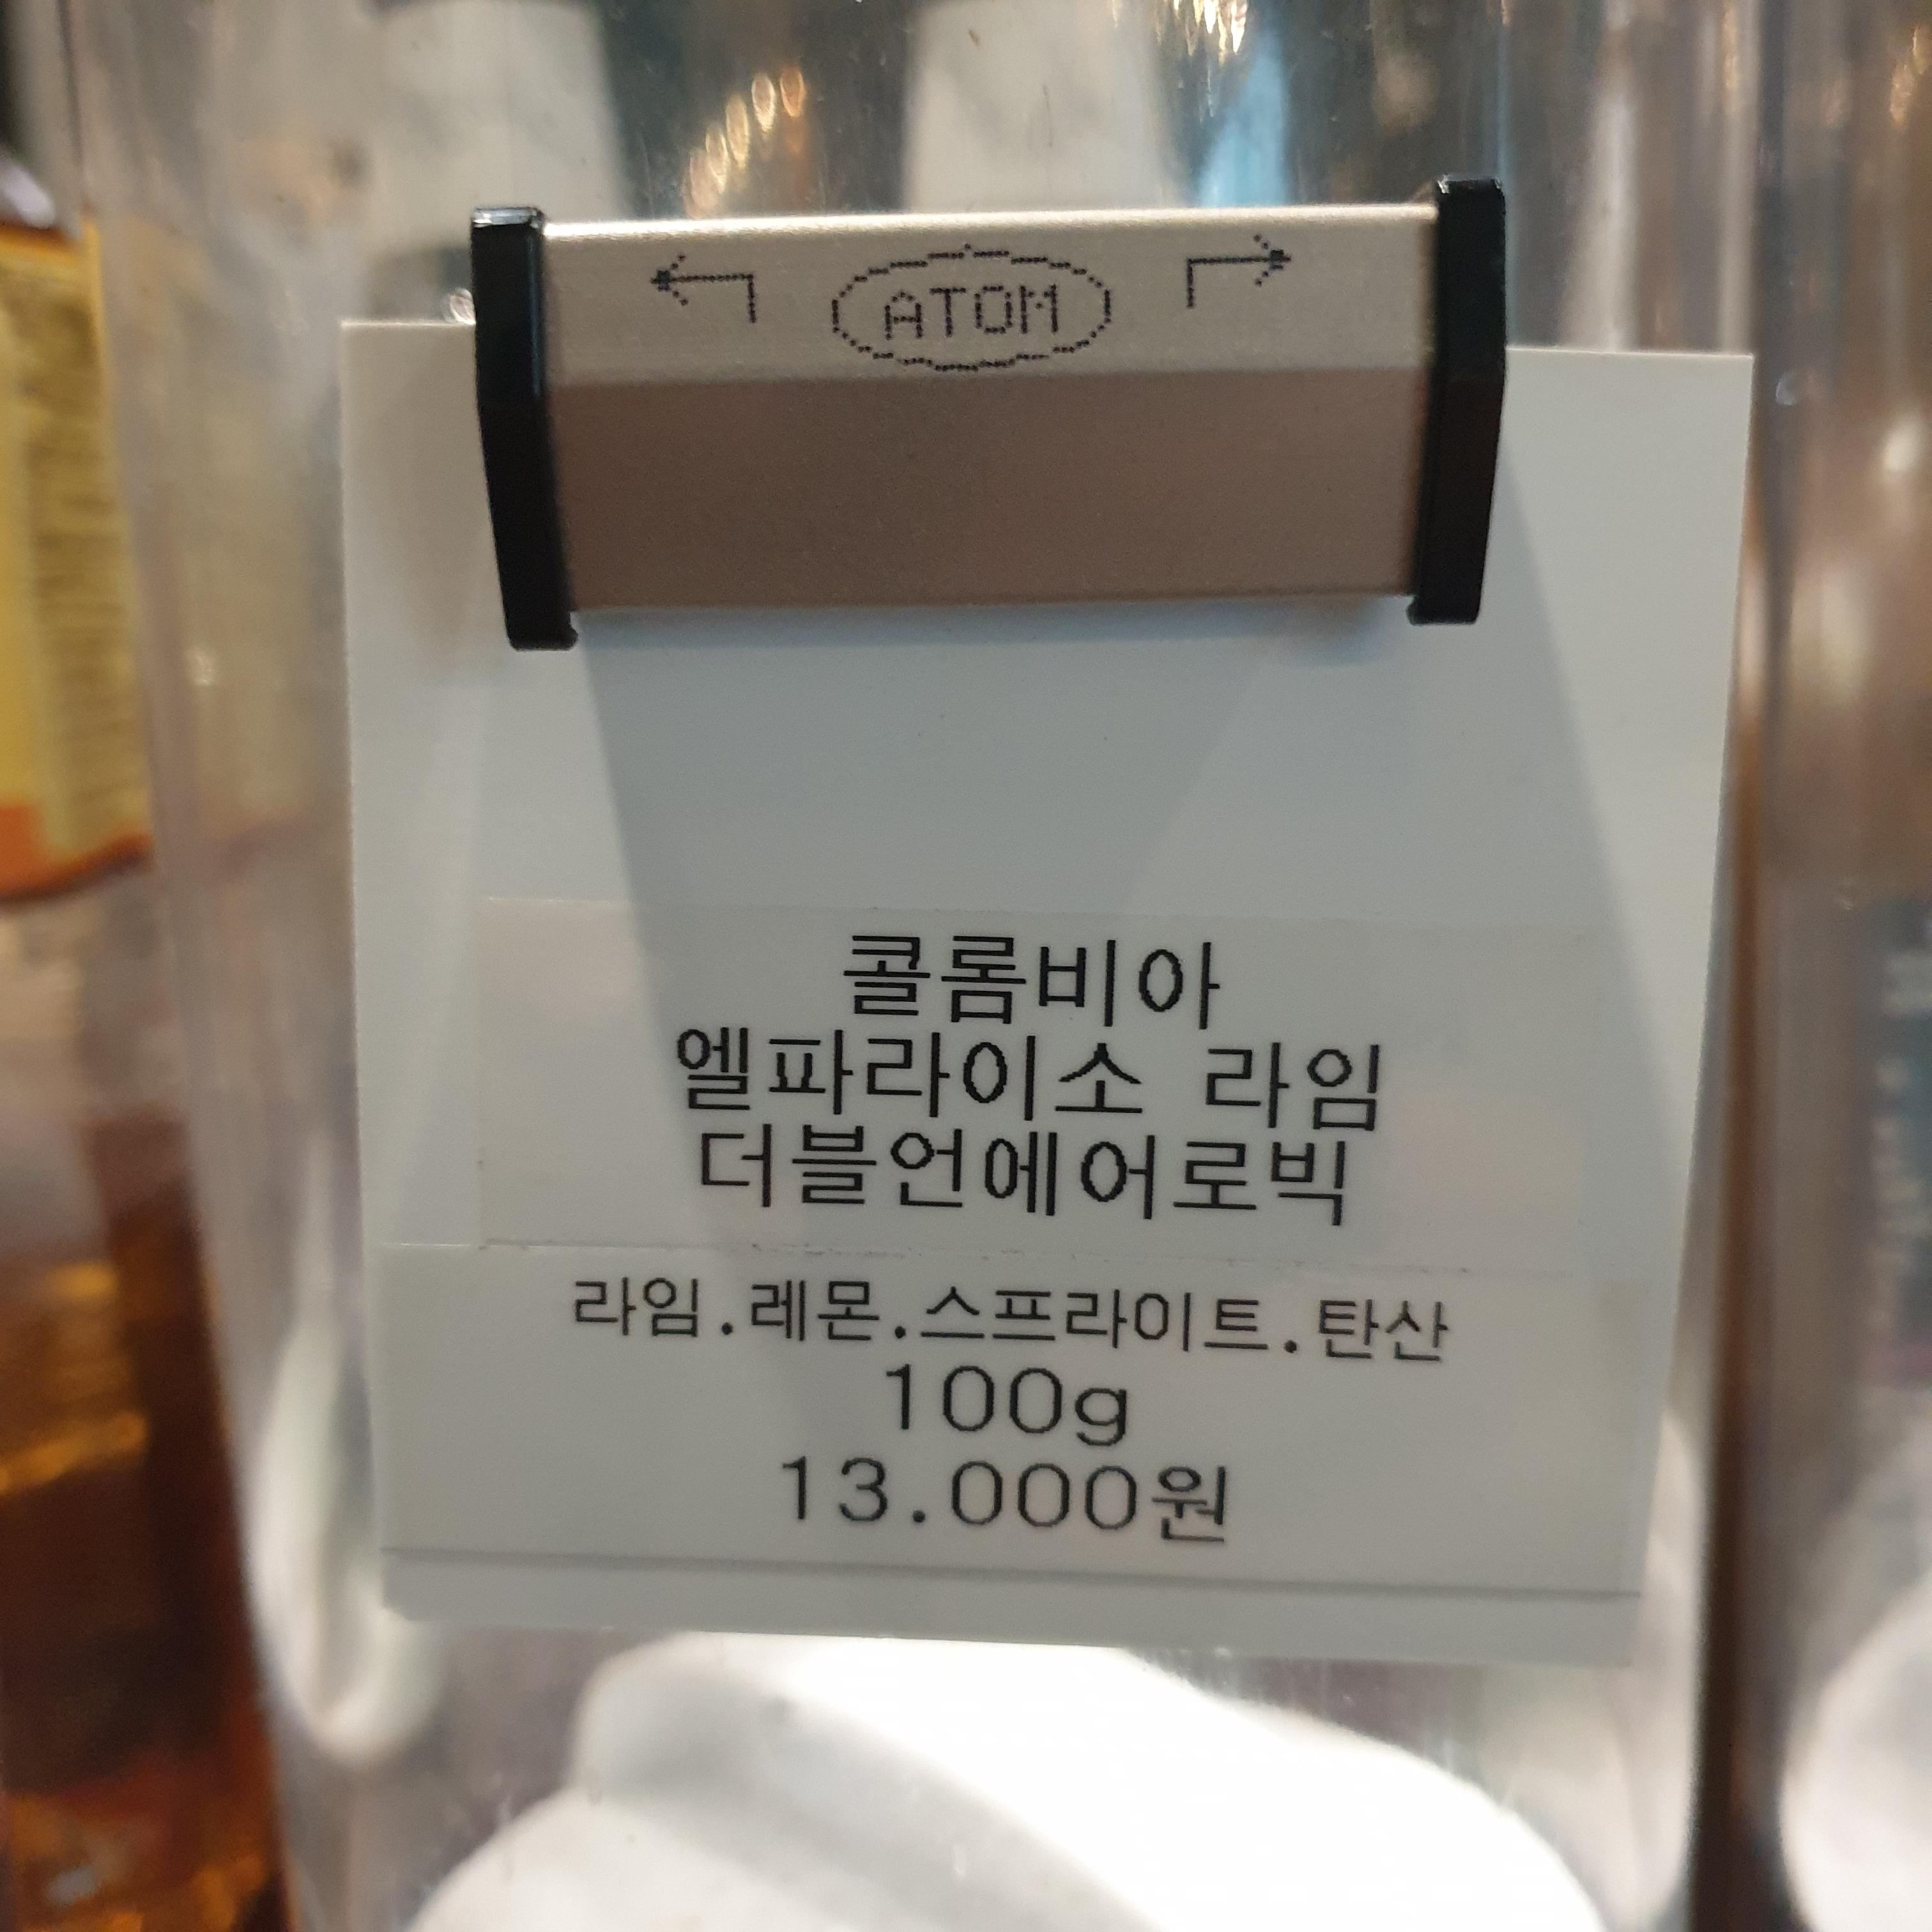 ATOM
콜롬비아
엘파라이소 라임
더블언에어로빅
라임.레몬.스프라이트.탄산
100g
13.000원